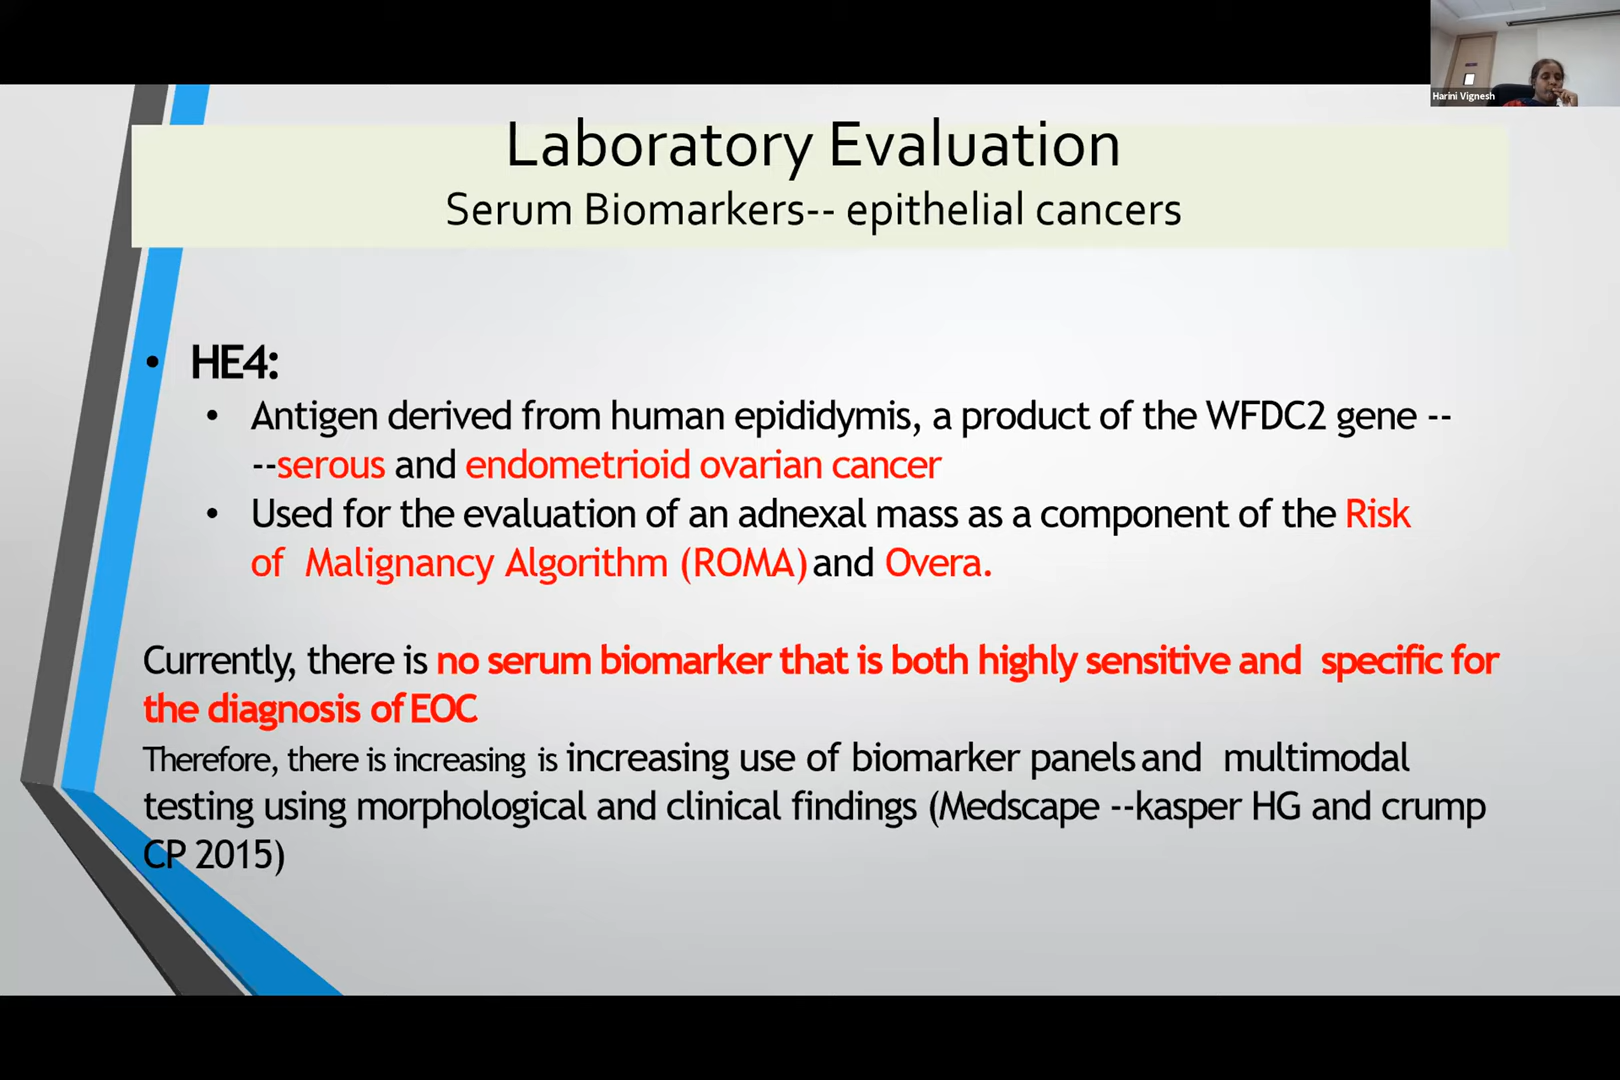 Harini Vignesh
Laboratory Evaluation
Serum Biomarkers-- epithelial cancers
• HE4:
• Antigen derived from human epididymis, a product of the WFDC2 gene --
--serous and endometrioid ovarian cancer
• Used for the evaluation of an adnexal mass as a component of the Risk
of Malignancy Algorithm (ROMA) and Overa.
Currently, there is no serum biomarker that is both highly sensitive and specific for
the diagnosis of EOC
Therefore, there is increasing is increasing use of biomarker panels and multimodal
testing using morphological and clinical findings (Medscape --kasper HG and crump
CP 2015)